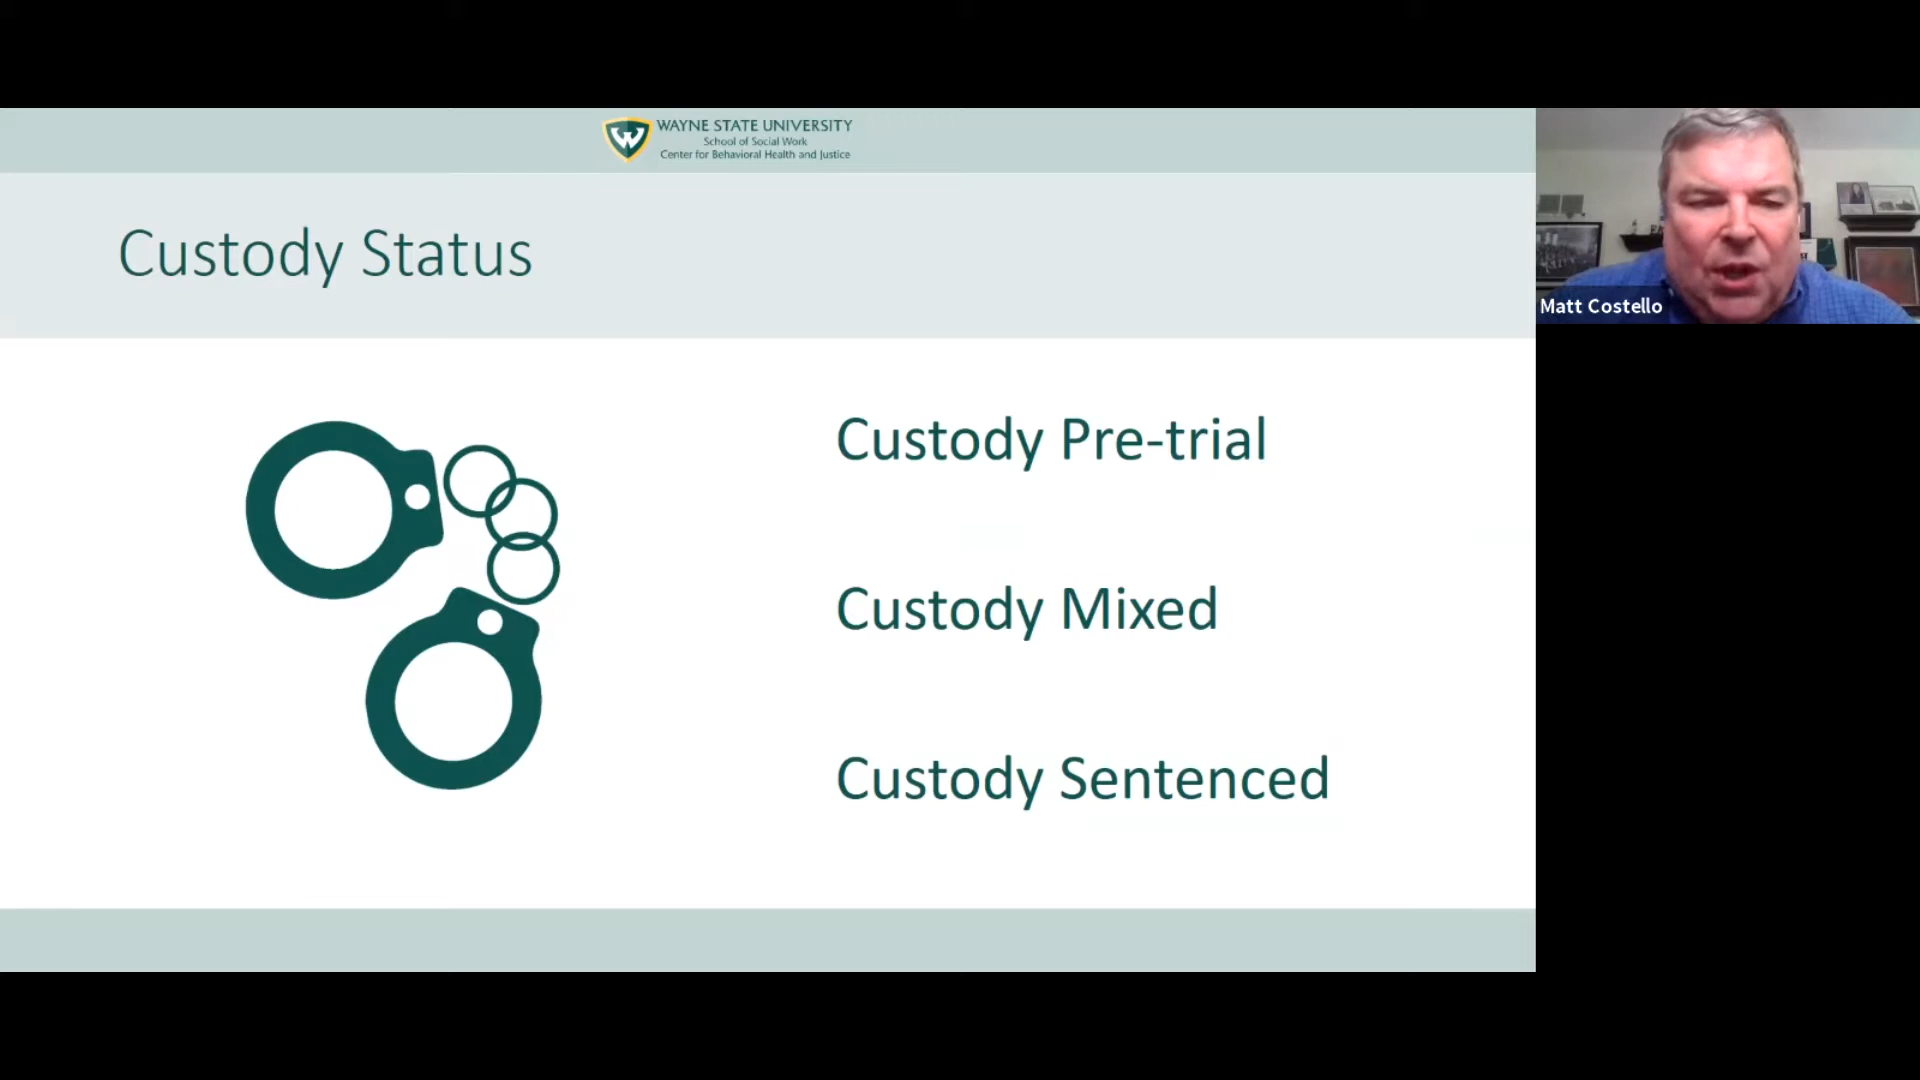 WAYNE STATE UNIVERSITY
School of Social Work
Center for Behavioral Health and Justice
Custody Status
Matt Costello
Custody Pre-trial
Custody Mixed
Custody Sentenced